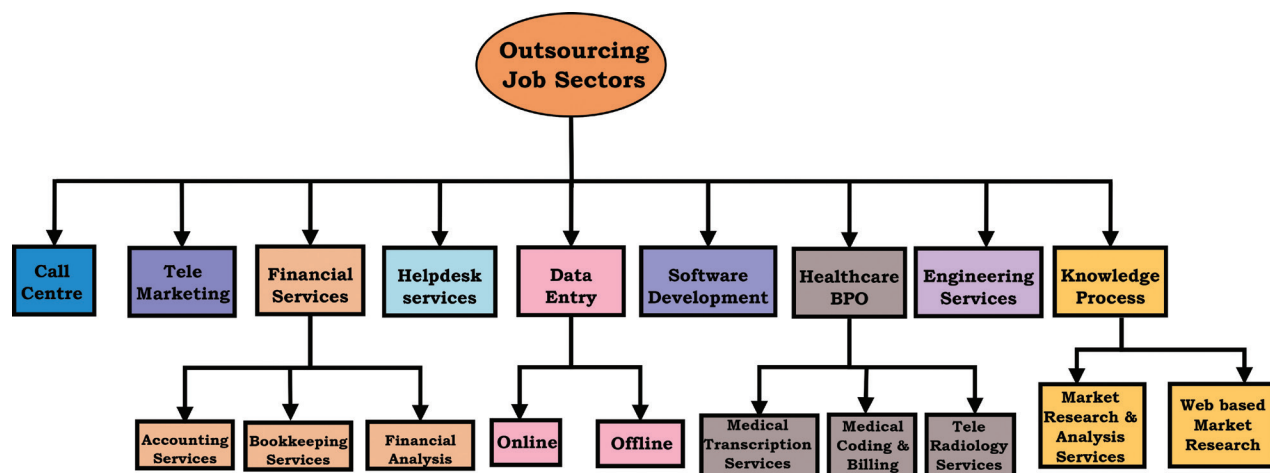 Outsourcing
Job Sectors
Call
Centre
Tele
Marketing
Financial
Services
Helpdesk
services
Data
Entry
Software
Development
Healthcare
BPO
Engineering
Services
Knowledge
Process
Accounting
Services
Bookkeeping
Services
Financial
Analysis
Online
Offline
Medical
Transcription
Services
Medical
Coding &
Billing
Tele
Radiology
Services
Market
Research &
Analysis
Services
Web based
Market
Research